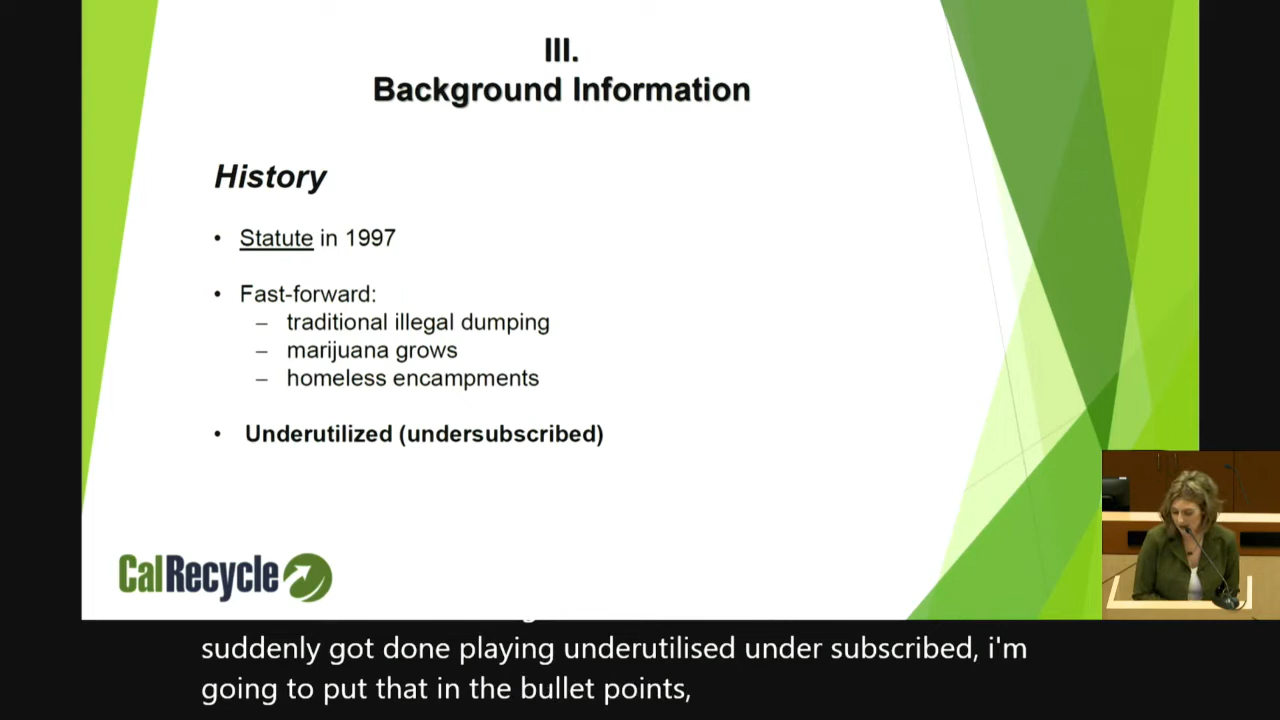 III.
Background Information
History
• Statute in 1997
• Fast-forward:
– traditional illegal dumping
– marijuana grows
– homeless encampments
• Underutilized (undersubscribed)
CalRecycle
suddenly got done playing underutilised under subscribed, i'm
going to put that in the bullet points,